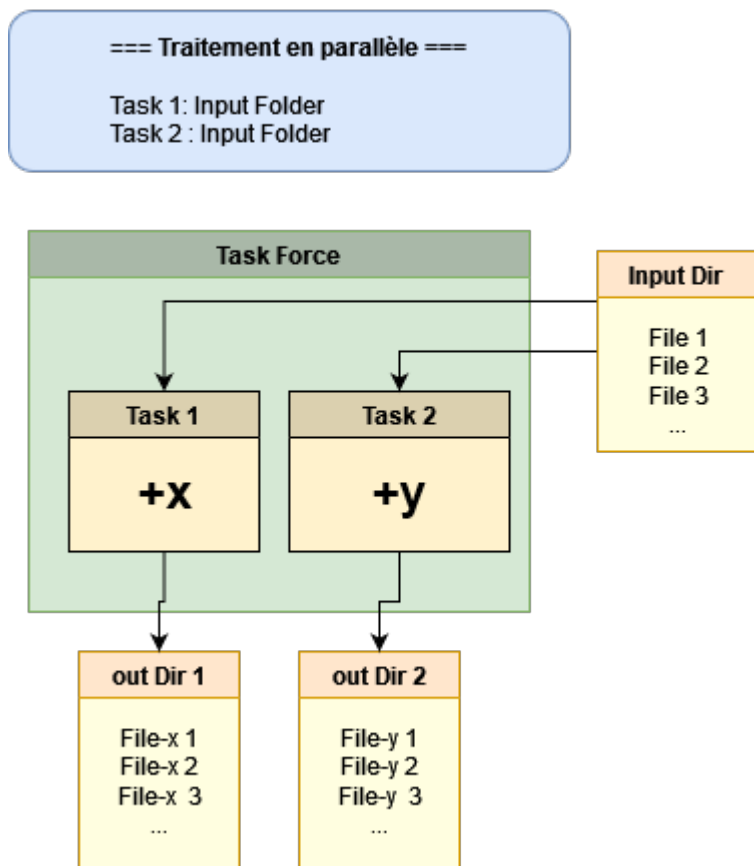 === Traitement en parallèle ===
Task 1: Input Folder
Task 2 : Input Folder
Task Force
Input Dir
File 1
File 2
File 3
...
Task 1
+x
Task 2
+y
out Dir 1
File-x 1
File-x 2
File-x 3
...
out Dir 2
File-y 1
File-y 2
File-y 3
...